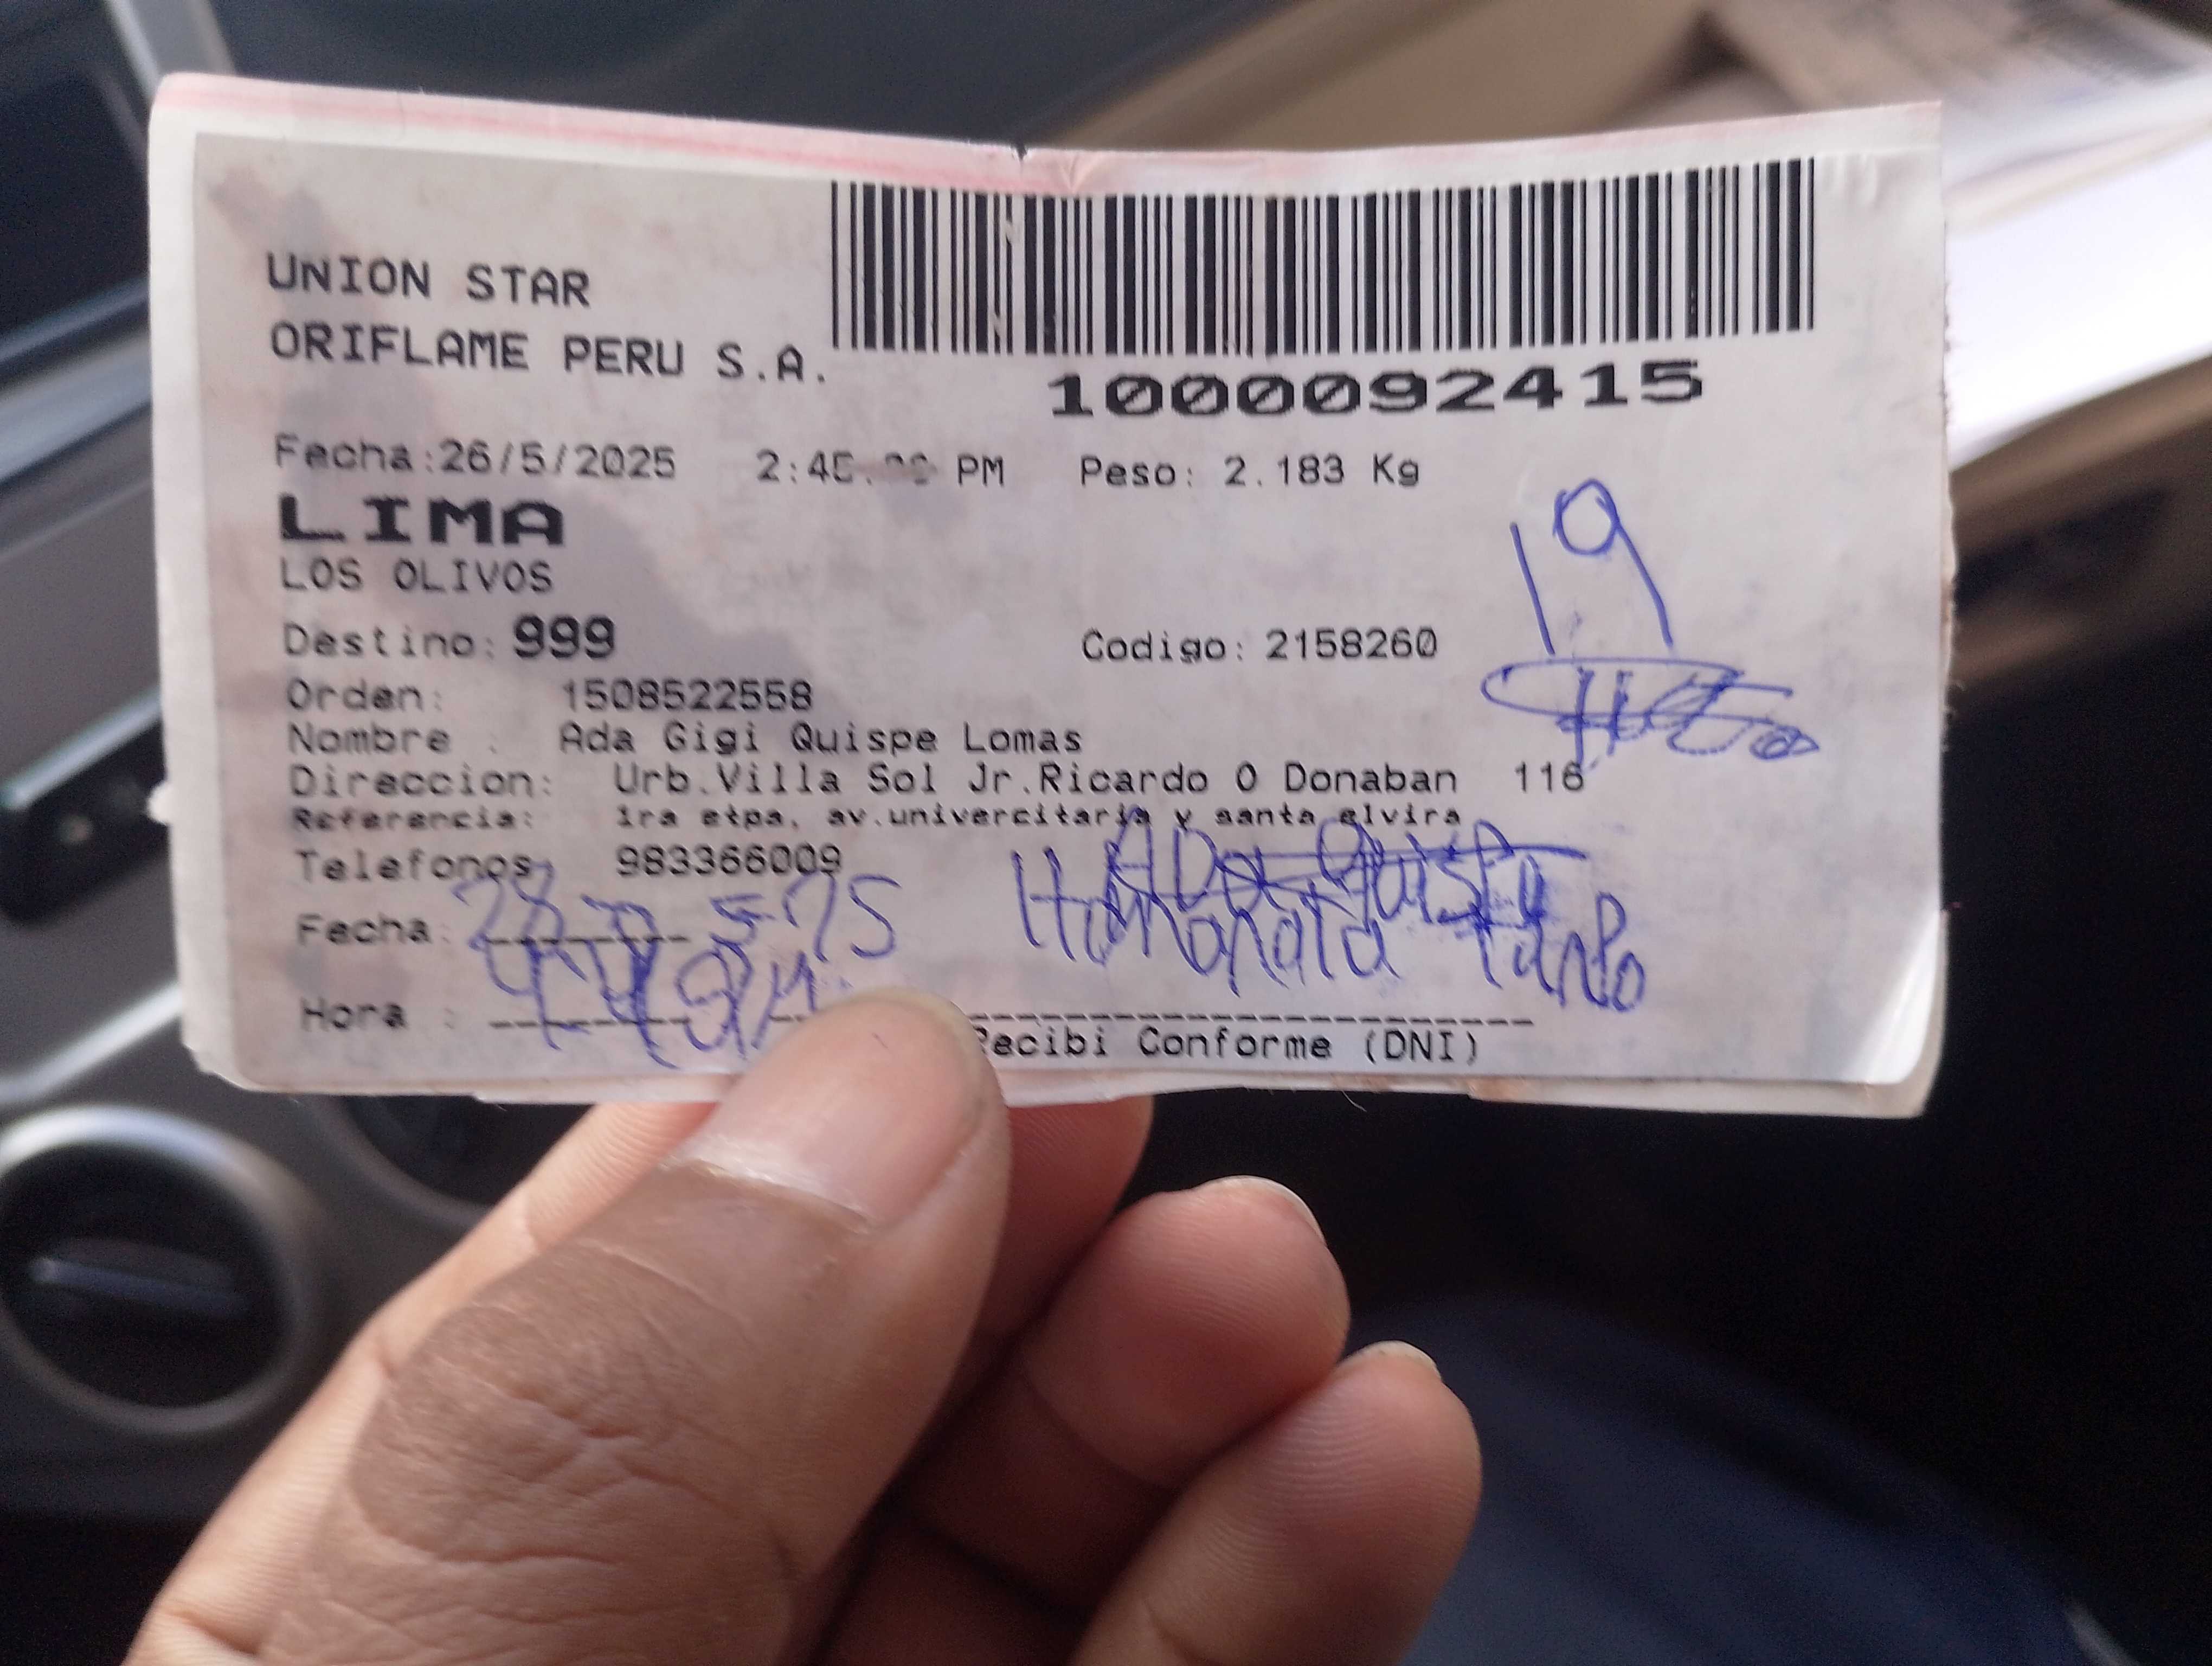 UNION STAR
ORIFLAME PERU S.A.
1000092415
Fecha:26/5/2025 PM Peso: 2.183 Kg
LIMA
LOS OLIVOS
Destino: 999 Codigo: 2158260
19
Orden: 1508522558
Nombre : Ada Gigi Quispe Lomas
Direccion: Urb.Villa Sol Jr.Ricardo O Donaban 116
Referencia: 1ra etpa, av.univercitaria y santa elvira
Telefonos: 983366009
Fecha:
Hora :
Recibi Conforme (DNI)